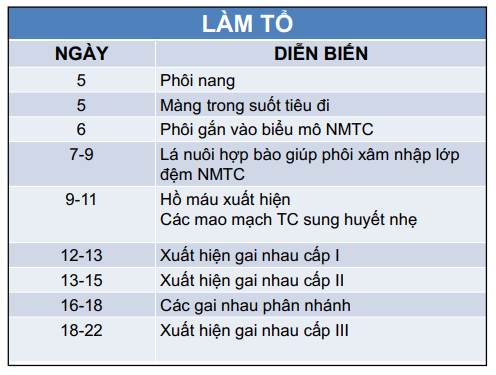 LÀM TỔ
NGÀY DIỄN BIẾN
5 Phôi nang
5 Màng trong suốt tiêu đi
6 Phôi gắn vào biểu mô NMTC
7-9 Lá nuôi hợp bào giúp phôi xâm nhập lớp
đệm NMTC
9-11 Hồ máu xuất hiện
Các mao mạch TC sung huyết nhẹ
12-13 Xuất hiện gai nhau cấp I
13-15 Xuất hiện gai nhau cấp II
16-18 Các gai nhau phân nhánh
18-22 Xuất hiện gai nhau cấp III